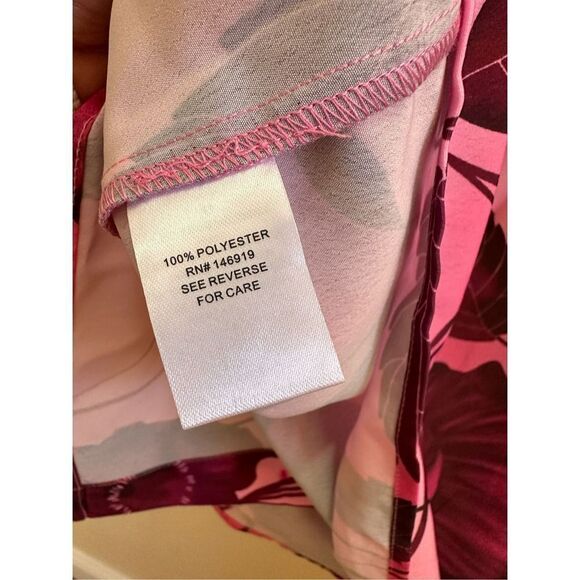 100% POLYESTER
RN# 146919
SEE REVERSE
FOR CARE